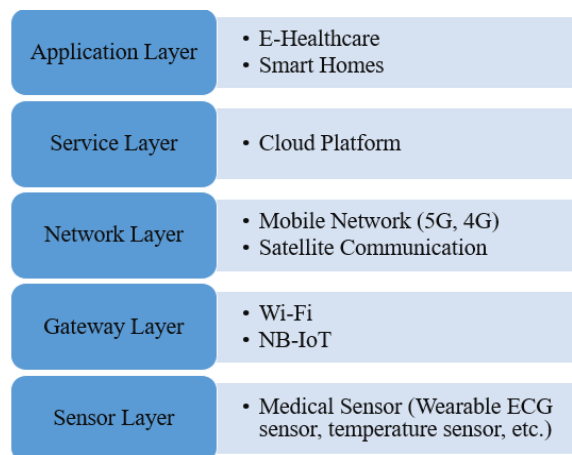 Application Layer
• E-Healthcare
• Smart Homes
Service Layer
• Cloud Platform
Network Layer
• Mobile Network (5G, 4G)
• Satellite Communication
Gateway Layer
• Wi-Fi
• NB-IoT
Sensor Layer
• Medical Sensor (Wearable ECG
sensor, temperature sensor, etc.)